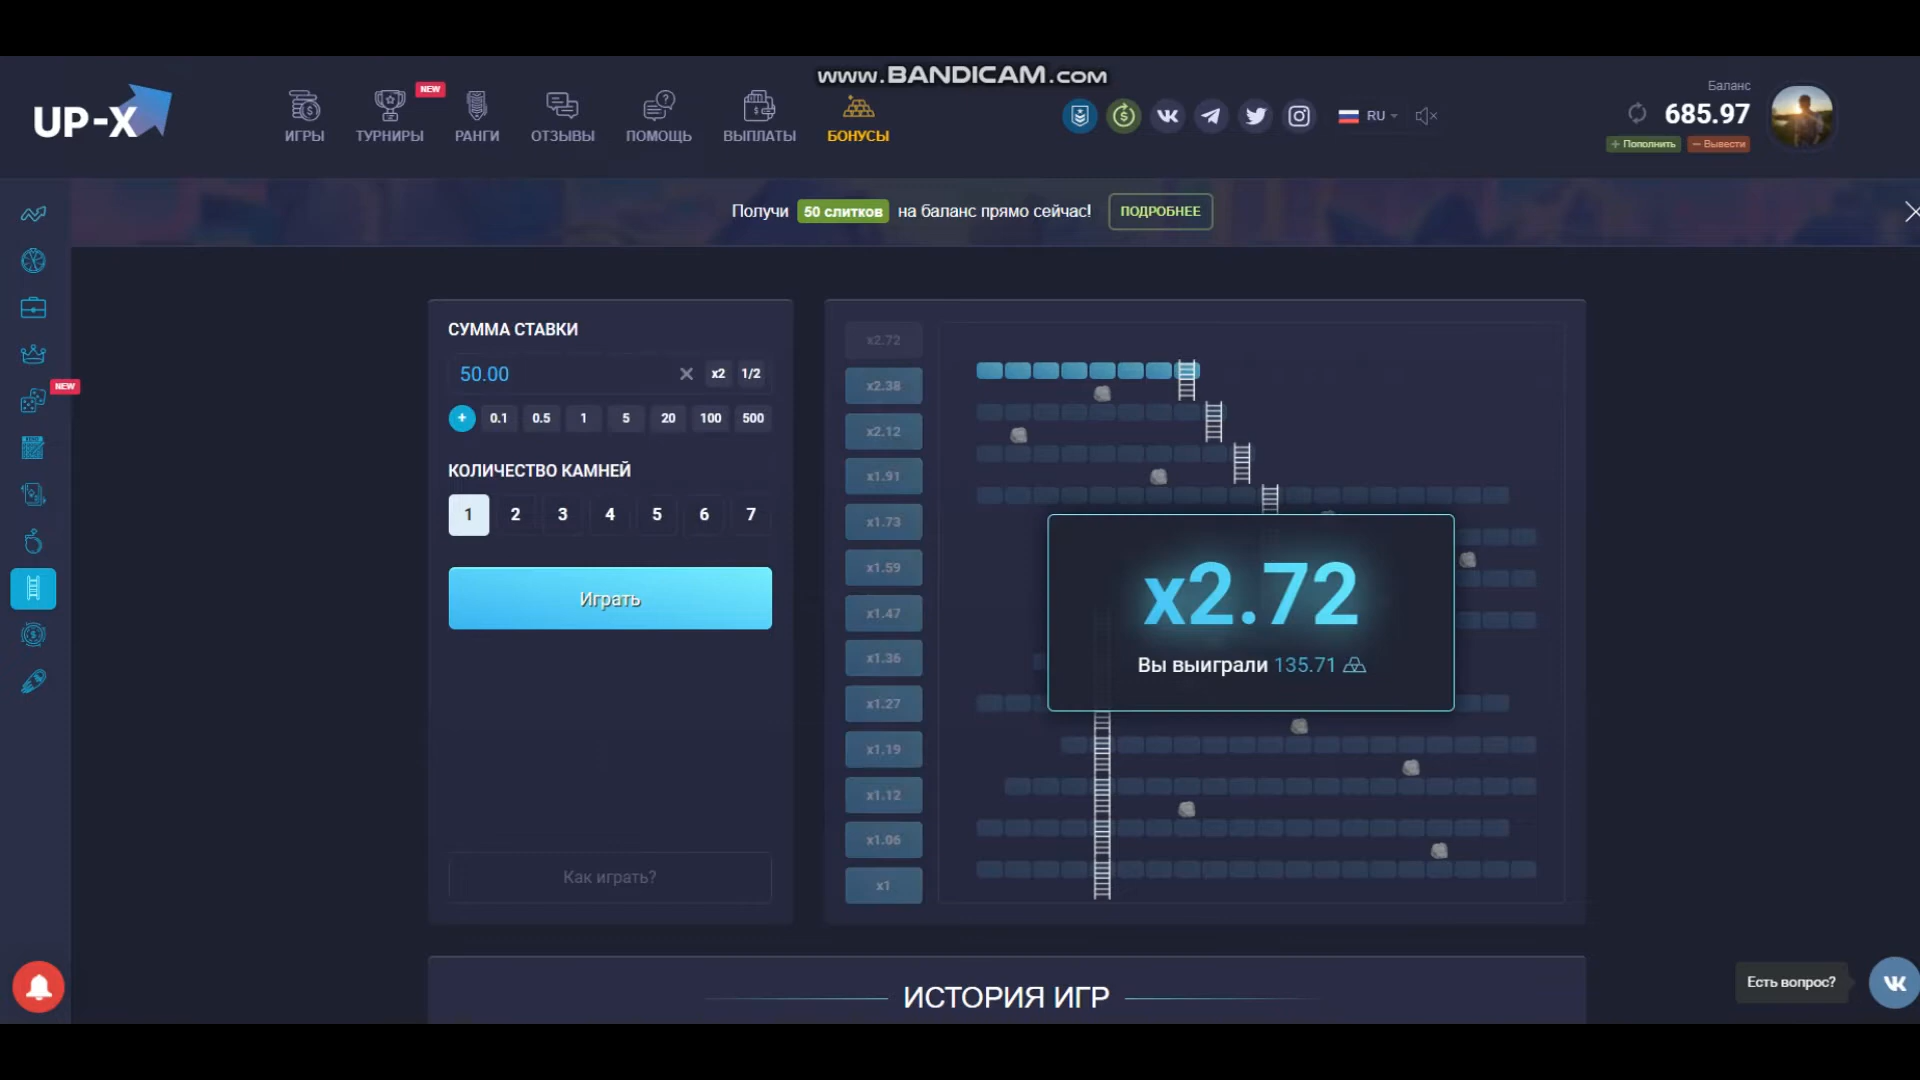 www.BANDICAM.com
UP-X
ИГРЫ
ТУРНИРЫ
NEW
РАНГИ
ОТЗЫВЫ
ПОМОЩЬ
ВЫПЛАТЫ
БОНУСЫ
RU
Баланс
685.97
+ Пополнить
− Вывести
Получи 50 слитков на баланс прямо сейчас!
ПОДРОБНЕЕ
NEW
СУММА СТАВКИ
50.00
x2
1/2
+ 0.1 0.5 1 5 20 100 500
КОЛИЧЕСТВО КАМНЕЙ
1 2 3 4 5 6 7
Играть
Как играть?
x2.72
x2.38
x2.12
x1.91
x1.73
x1.59
x1.47
x1.36
x1.27
x1.19
x1.12
x1.06
x1
x2.72
Вы выиграли 135.71
ИСТОРИЯ ИГР
Есть вопрос?